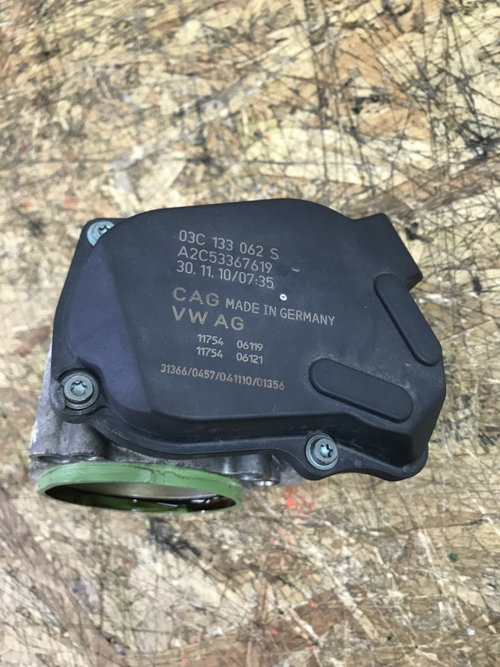 03C 133 062 S
A2C53367619
30. 11. 10/07:35
CAG MADE IN GERMANY
VW AG
11754 06119
11754 06121
31366/0457/041110/01356